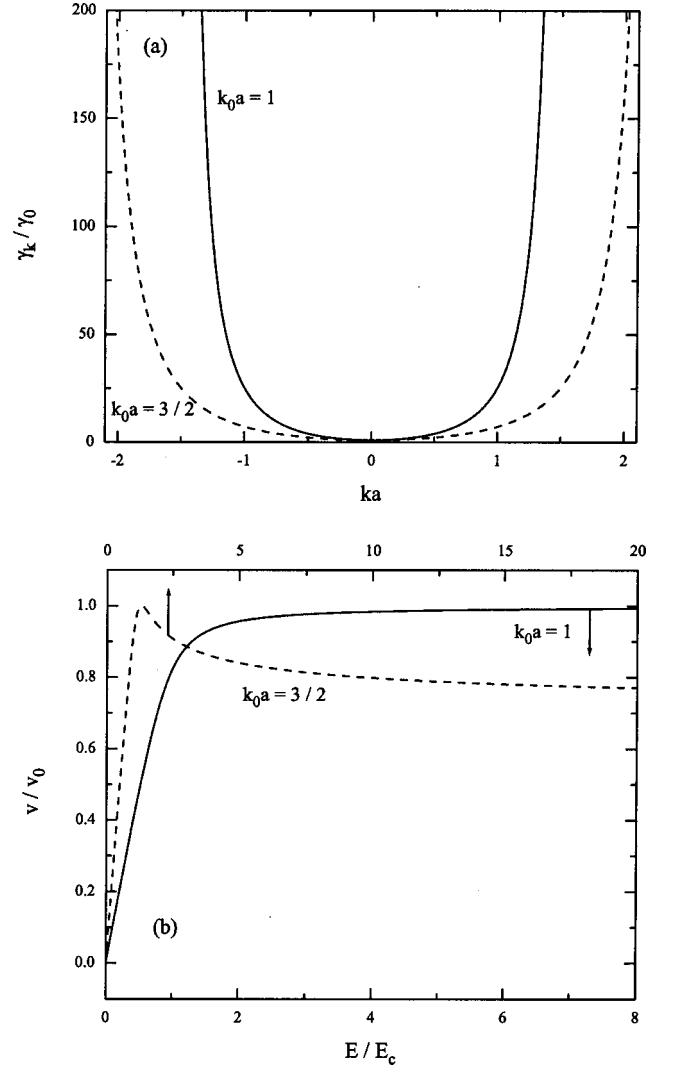 200
(a)
k₀a = 1
150
γₖ / γ₀
100
50
k₀a = 3 / 2
0
-2 -1 0 1 2
ka
0 5 10 15 20
1.0
k₀a = 1
0.8
k₀a = 3 / 2
0.6
v / v₀
0.4
0.2
(b)
0.0
0 2 4 6 8
E / E꜀